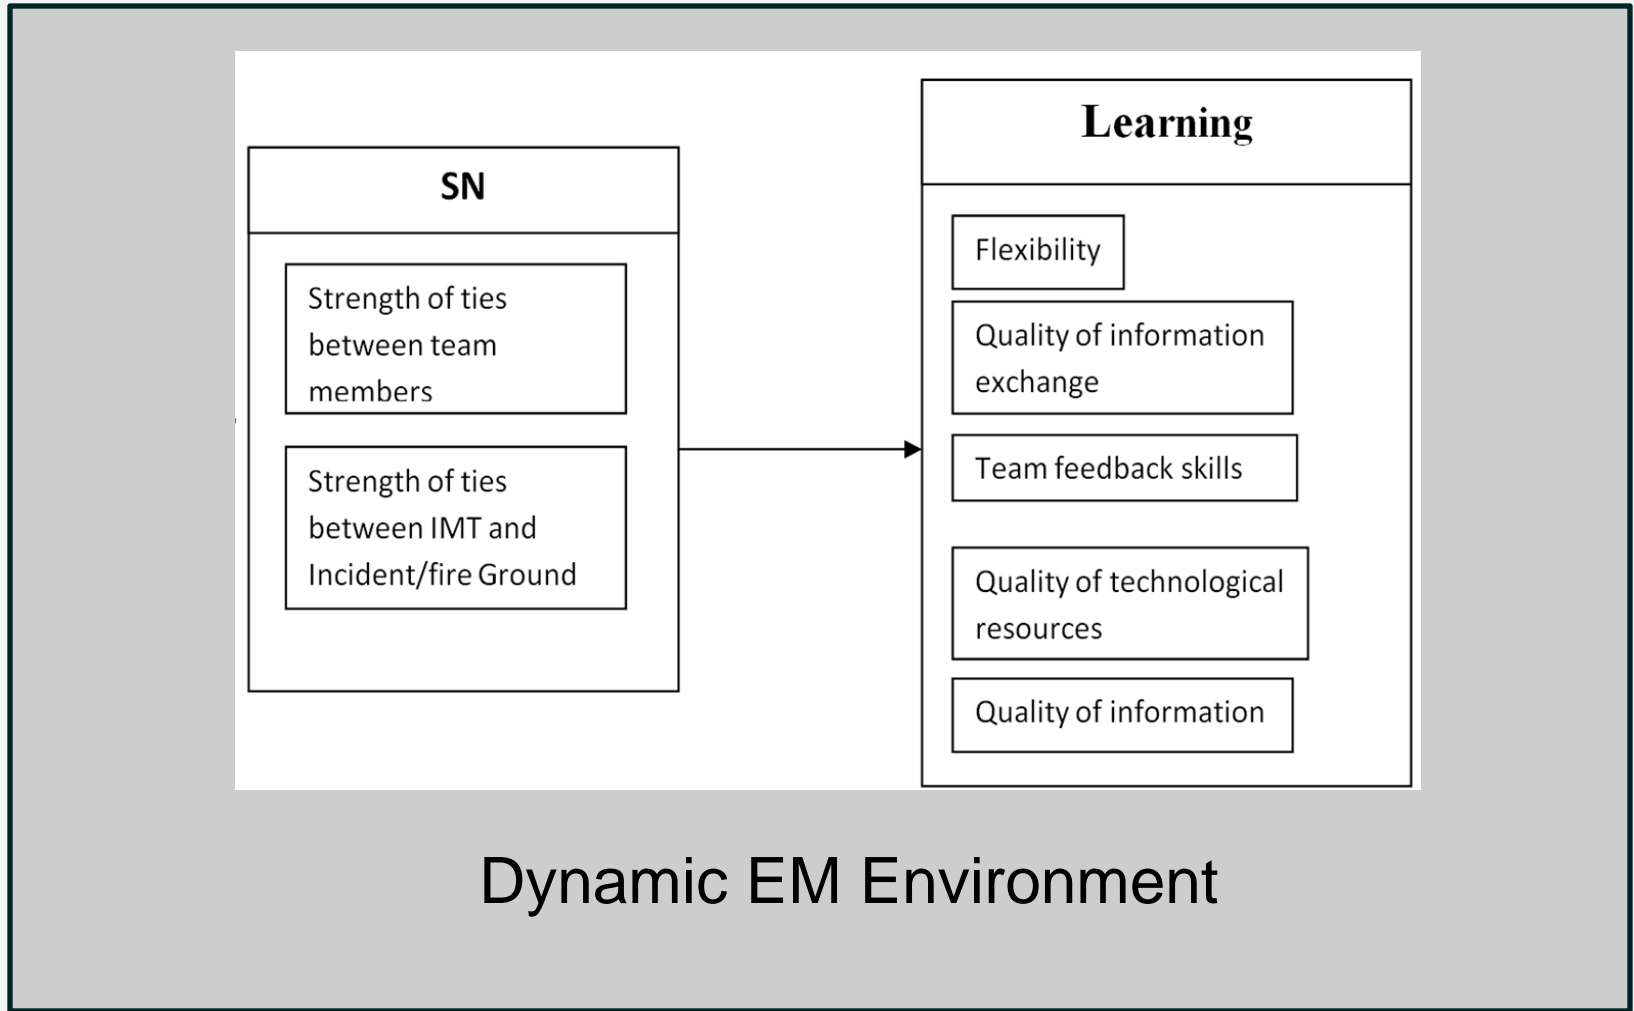 SN
Strength of ties
between team
members
Strength of ties
between IMT and
Incident/fire Ground
Learning
Flexibility
Quality of information
exchange
Team feedback skills
Quality of technological
resources
Quality of information
Dynamic EM Environment